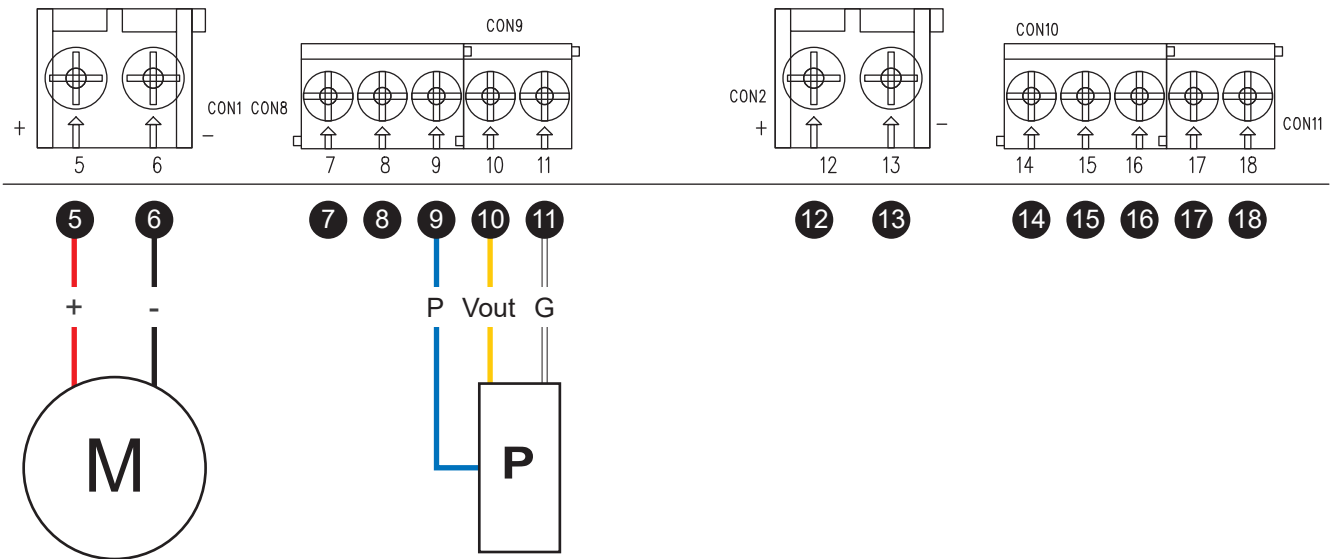 CON9
CON10
CON1 CON8
CON2
CON11
+ -
+ -
5 6 7 8 9 10 11 12 13 14 15 16 17 18
5 6 7 8 9 10 11 12 13 14 15 16 17 18
+ - P Vout G
M P